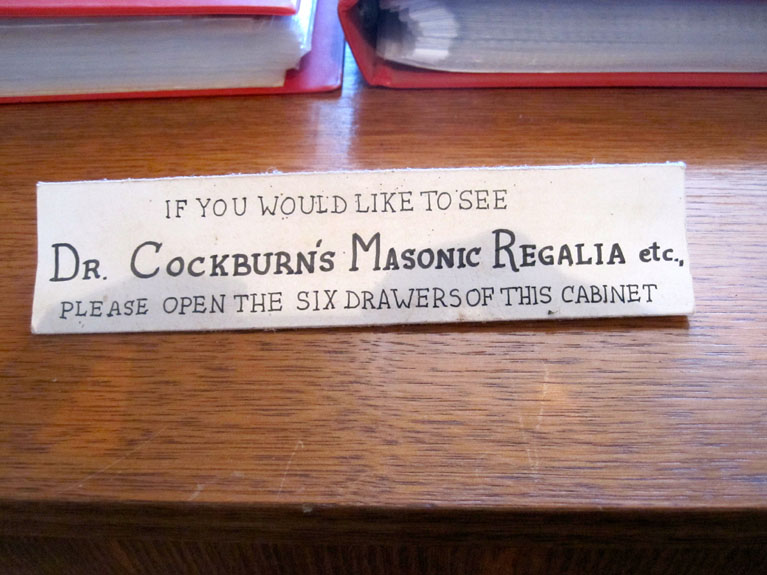 IF YOU WOULD LIKE TO SEE
DR. COCKBURN'S MASONIC REGALIA etc.,
PLEASE OPEN THE SIX DRAWERS OF THIS CABINET